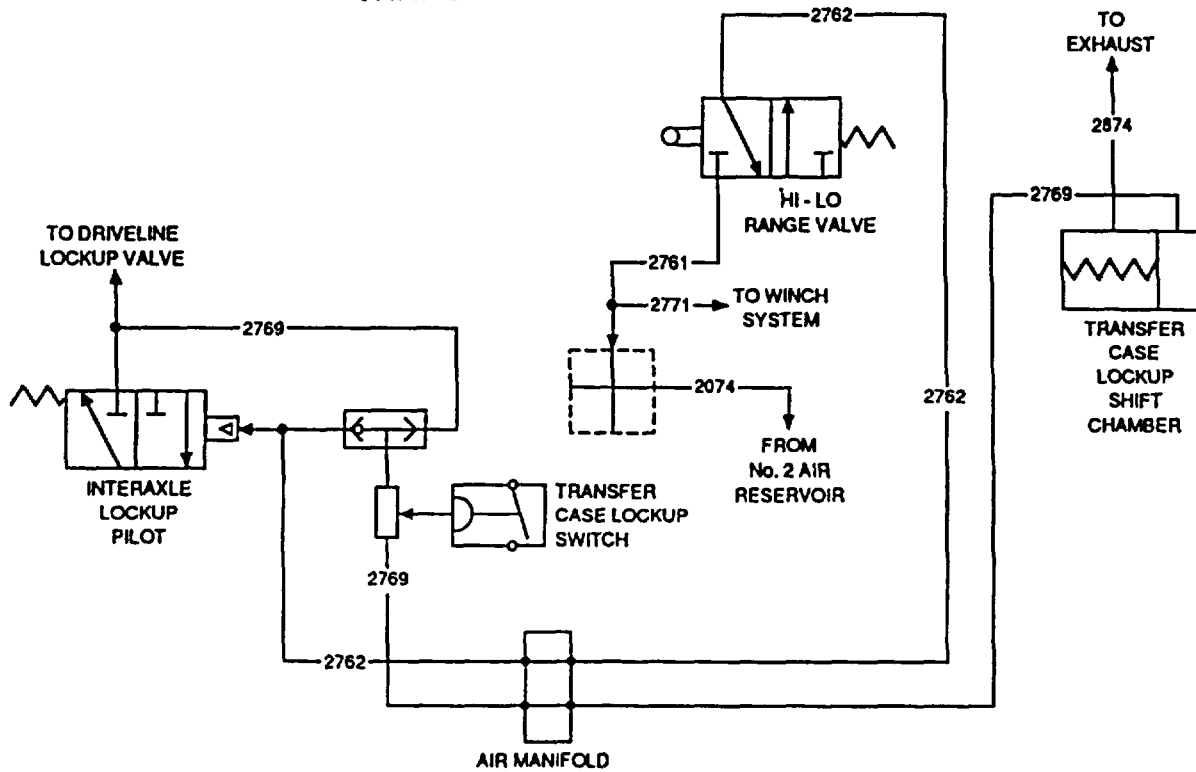 2762
TO
EXHAUST
2874
HI - LO
RANGE VALVE
2769
TO DRIVELINE
LOCKUP VALVE
2761
2771
TO WINCH
SYSTEM
2769
TRANSFER
CASE
LOCKUP
SHIFT
CHAMBER
2074
2762
FROM
No. 2 AIR
RESERVOIR
INTERAXLE
LOCKUP
PILOT
TRANSFER
CASE LOCKUP
SWITCH
2769
2762
AIR MANIFOLD